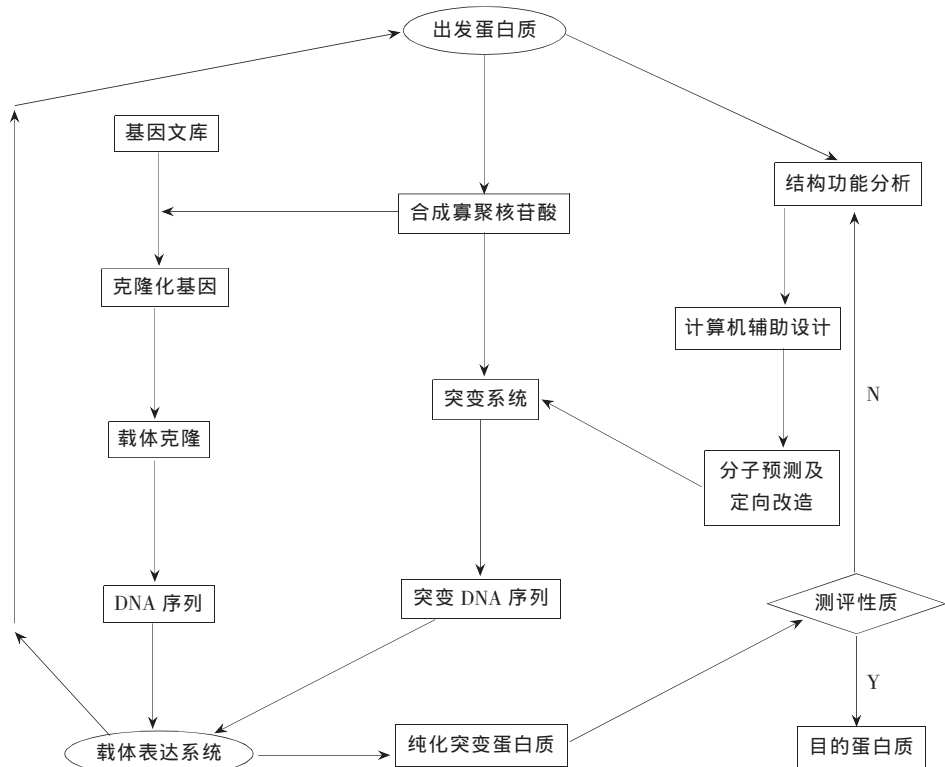 出发蛋白质
基因文库
结构功能分析
合成寡聚核苷酸
克隆化基因
计算机辅助设计
突变系统
N
载体克隆
分子预测及
定向改造
DNA 序列
突变 DNA 序列
测评性质
Y
载体表达系统
纯化突变蛋白质
目的蛋白质